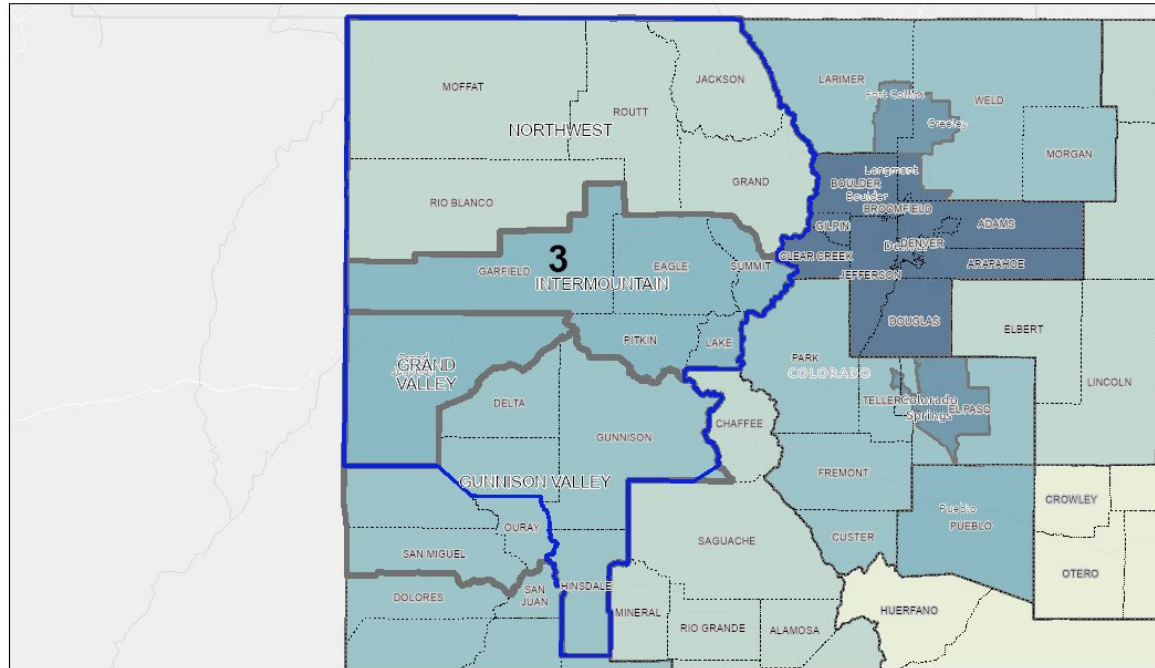 JACKSON
LARIMER
MOFFAT
Fort Collins
WELD
ROUTT
Greeley
NORTHWEST
MORGAN
Longmont
GRAND
BOULDER
Boulder
RIO BLANCO
BROOMFIELD
GILPIN
ADAMS
DENVER
3
CLEAR CREEK
EAGLE
SUMMIT
ARAPAHOE
GARFIELD
JEFFERSON
INTERMOUNTAIN
DOUGLAS
ELBERT
PITKIN
LAKE
PARK
GRAND
VALLEY
COLORADO
LINCOLN
TELLER
Colorado
Springs
DELTA
EL PASO
CHAFFEE
GUNNISON
FREMONT
GUNNISON VALLEY
CROWLEY
Pueblo
PUEBLO
OURAY
CUSTER
SAGUACHE
SAN MIGUEL
OTERO
HINSDALE
SAN
JUAN
DOLORES
MINERAL
HUERFANO
RIO GRANDE
ALAMOSA